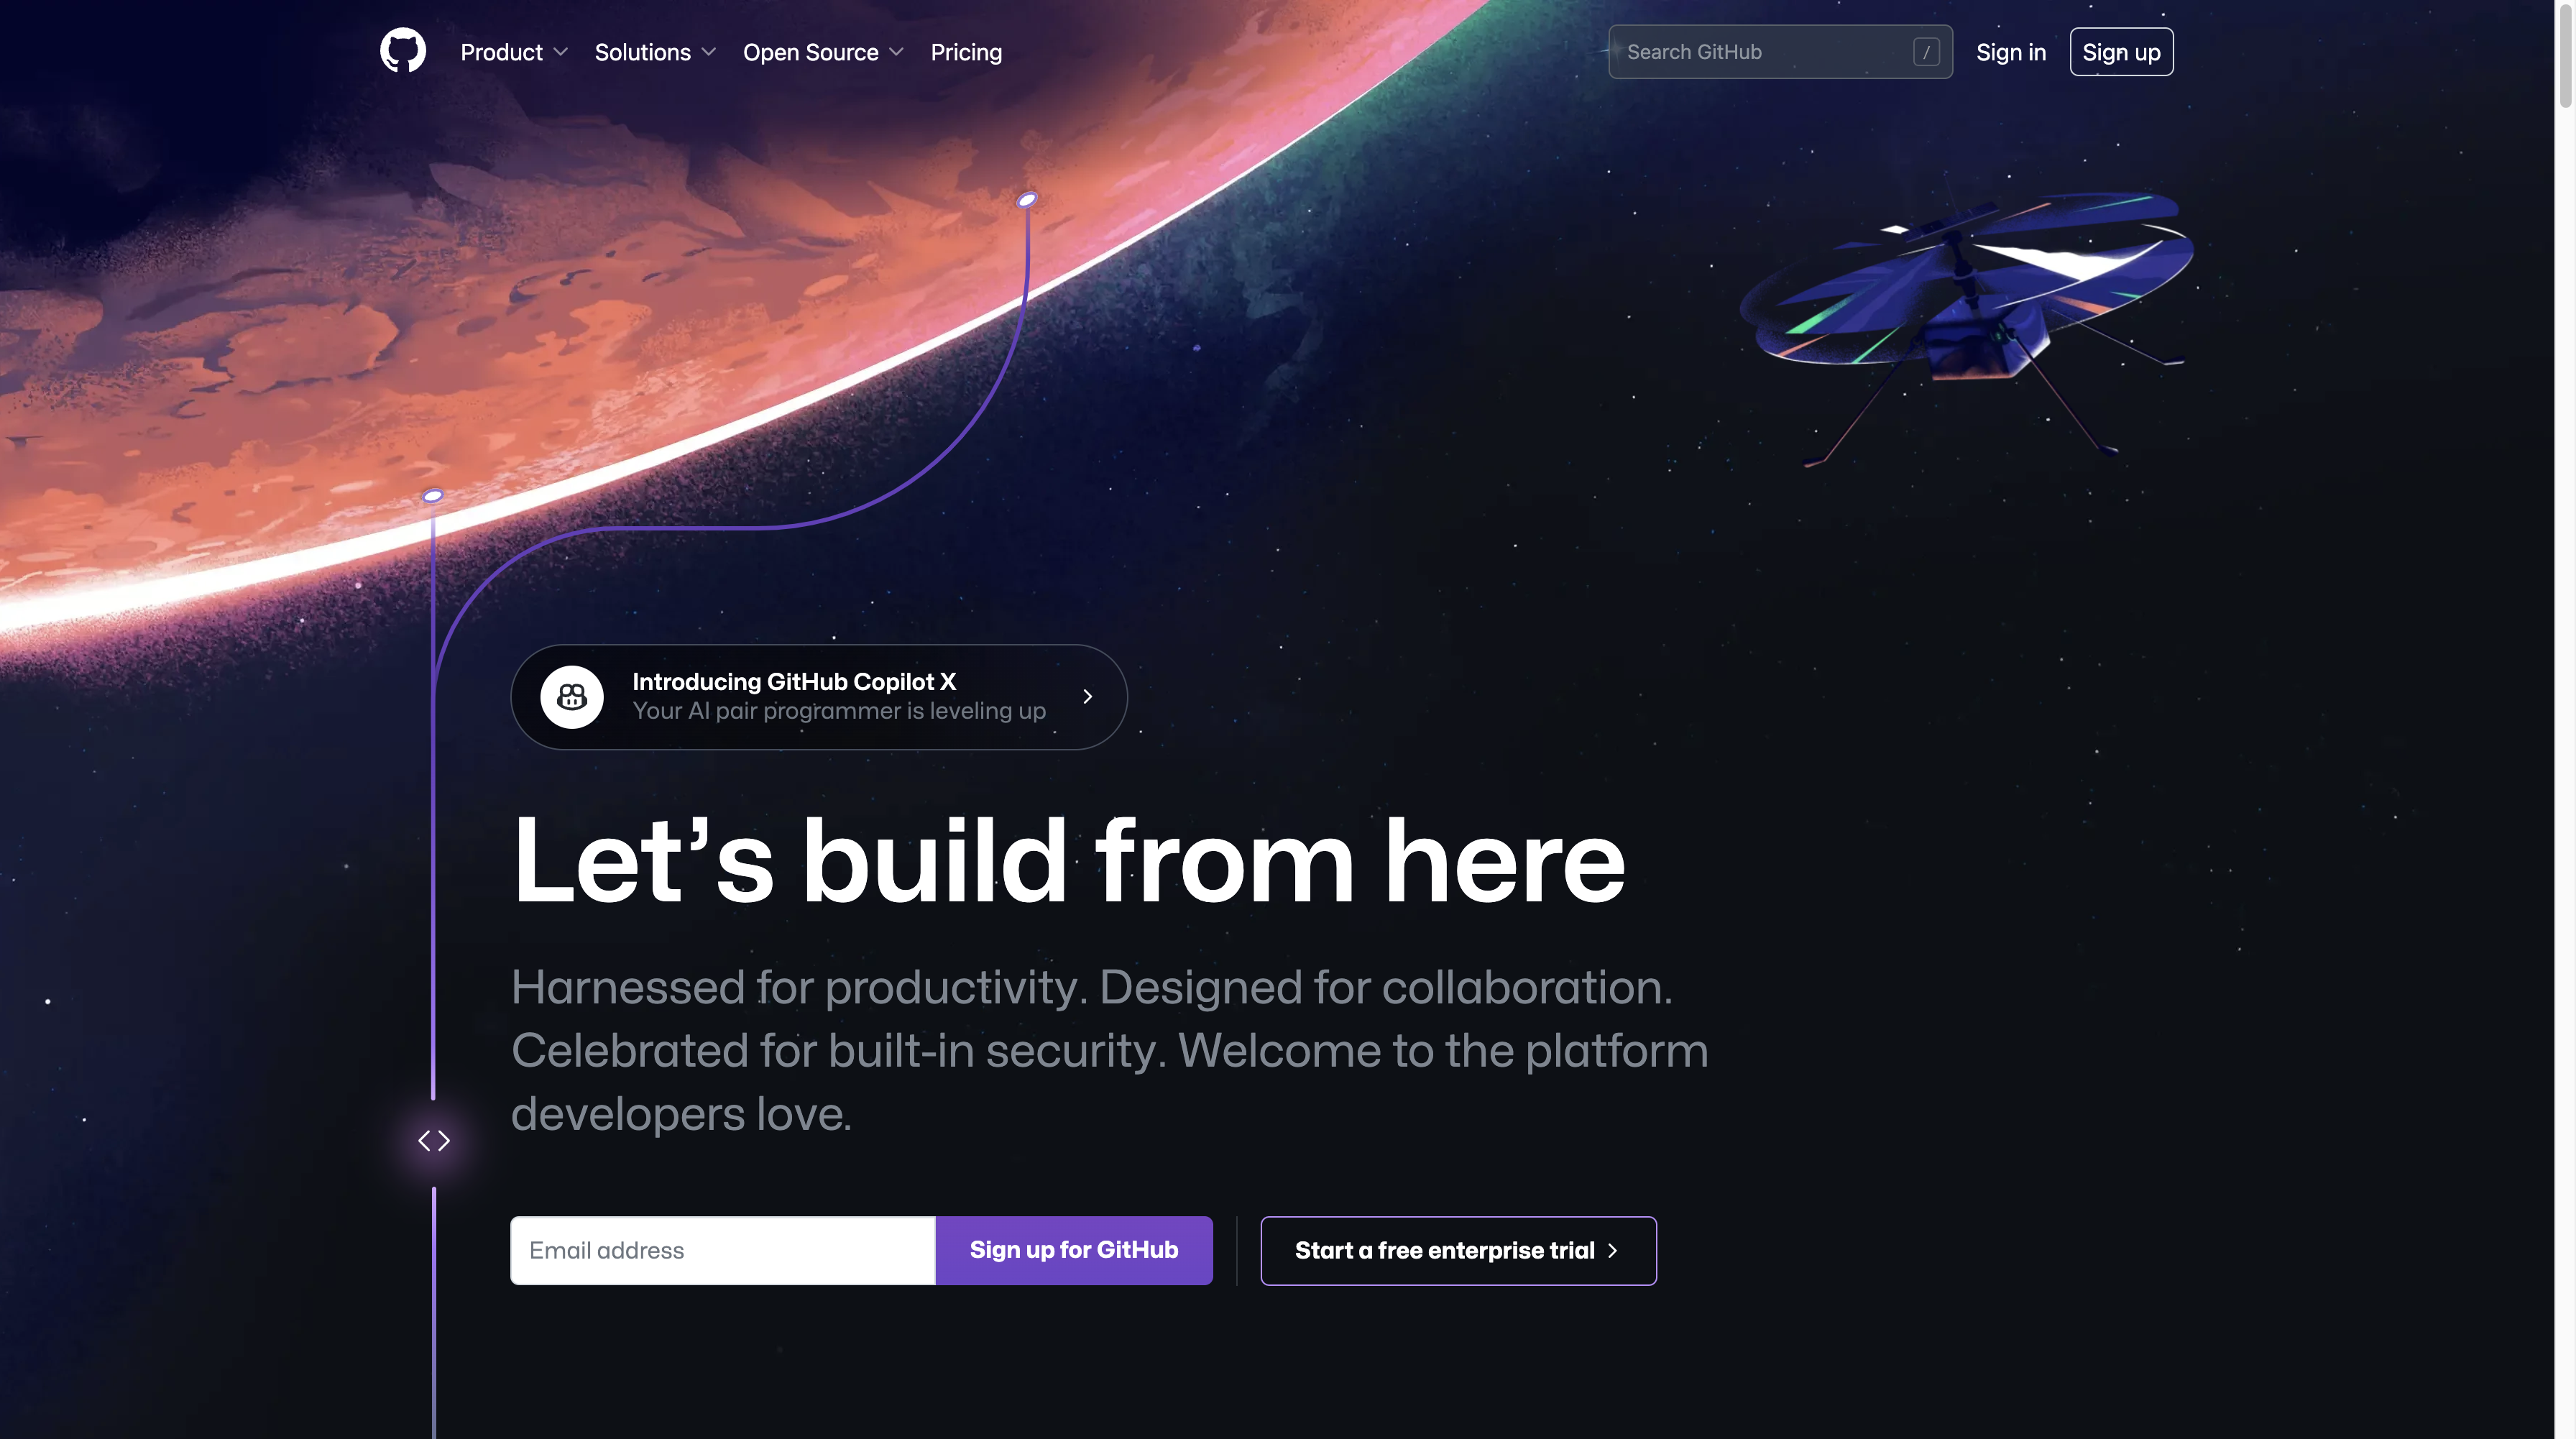 Product
Solutions
Open Source
Pricing
Search GitHub
/
Sign in
Sign up
Introducing GitHub Copilot X
Your AI pair programmer is leveling up
Let’s build from here
Harnessed for productivity. Designed for collaboration.
Celebrated for built-in security. Welcome to the platform
developers love.
Email address
Sign up for GitHub
Start a free enterprise trial